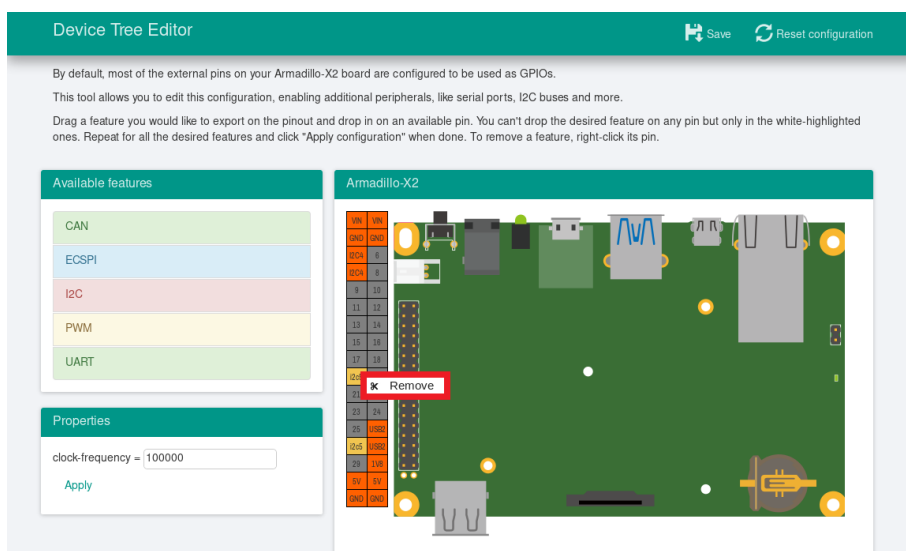 Device Tree Editor
Save
Reset configuration
By default, most of the external pins on your Armadillo-X2 board are configured to be used as GPIOs.
This tool allows you to edit this configuration, enabling additional peripherals, like serial ports, I2C buses and more.
Drag a feature you would like to export on the pinout and drop in on an available pin. You can't drop the desired feature on any pin but only in the white-highlighted
ones. Repeat for all the desired features and click "Apply configuration" when done. To remove a feature, right-click its pin.
Available features
CAN
ECSPI
I2C
PWM
UART
Properties
clock-frequency = 100000
Apply
Armadillo-X2
VIN VIN
GND GND
I2C4 6
I2C4 8
9 10
11 12
13 14
15 16
17 18
Remove
21
23 24
25 USB2
i2c5 USB2
29 1V8
5V 5V
GND GND